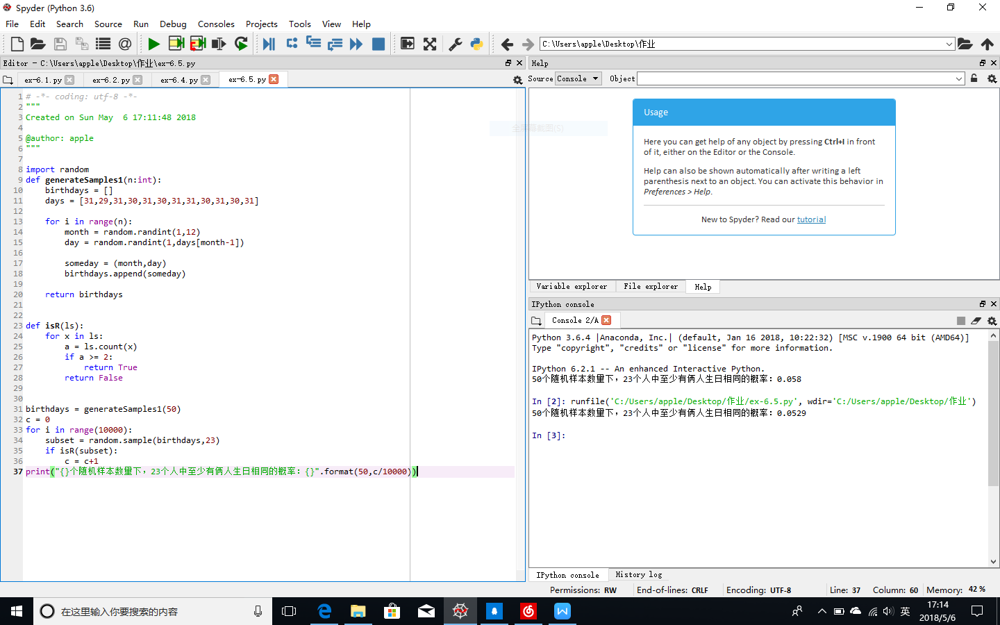 Spyder (Python 3.6)
File Edit Search Source Run Debug Consoles Projects Tools View Help
C:\Users\apple\Desktop\作业
Editor - C:\Users\apple\Desktop\作业\ex-6.5.py
ex-6.1.py ex-6.2.py ex-6.4.py ex-6.5.py
1 # -*- coding: utf-8 -*-
2 """
3 Created on Sun May  6 17:11:48 2018
4
5 @author: apple
6 """
7
8 import random
9 def generateSamples1(n:int):
10     birthdays = []
11     days = [31,29,31,30,31,30,31,31,30,31,30,31]
12
13     for i in range(n):
14         month = random.randint(1,12)
15         day = random.randint(1,days[month-1])
16
17         someday = (month,day)
18         birthdays.append(someday)
19
20     return birthdays
21
22
23 def isR(ls):
24     for x in ls:
25         a = ls.count(x)
26         if a >= 2:
27             return True
28         return False
29
30
31 birthdays = generateSamples1(50)
32 c = 0
33 for i in range(10000):
34     subset = random.sample(birthdays,23)
35     if isR(subset):
36         c = c+1
37 print("{}个随机样本数量下，23个人中至少有俩人生日相同的概率：{}".format(50,c/10000))
全屏幕截图(S)
Help
Source Console Object
Usage
Here you can get help of any object by pressing Ctrl+I in front
of it, either on the Editor or the Console.
Help can also be shown automatically after writing a left
parenthesis next to an object. You can activate this behavior in
Preferences > Help.
New to Spyder? Read our tutorial
Variable explorer File explorer Help
IPython console
Console 2/A
Python 3.6.4 |Anaconda, Inc.| (default, Jan 16 2018, 10:22:32) [MSC v.1900 64 bit (AMD64)]
Type "copyright", "credits" or "license" for more information.
IPython 6.2.1 -- An enhanced Interactive Python.
50个随机样本数量下，23个人中至少有俩人生日相同的概率：0.058
In [2]: runfile('C:/Users/apple/Desktop/作业/ex-6.5.py', wdir='C:/Users/apple/Desktop/作业')
50个随机样本数量下，23个人中至少有俩人生日相同的概率：0.0529
In [3]:
IPython console History log
Permissions: RW End-of-lines: CRLF Encoding: UTF-8 Line: 37 Column: 60 Memory: 42 %
在这里输入你要搜索的内容
英
17:14
2018/5/6